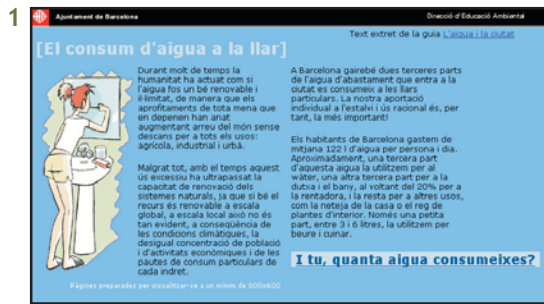 1
Ajuntament de Barcelona
Direcció d'Educació Ambiental
Text extret de la guia L'aigua i la ciutat
[El consum d'aigua a la llar]
Durant molt de temps la
humanitat ha actuat com si
l'aigua fos un bé renovable i
il·limitat, de manera que els
aprofitaments de tota mena que
en depenen han anat
augmentant arreu del món sense
descans per a tots els usos:
agrícola, industrial i urbà.
Malgrat tot, amb el temps aquest
ús excessiu ha ultrapassat la
capacitat de renovació dels
sistemes naturals, ja que si bé el
recurs és renovable a escala
global, a escala local això no és
tan evident, a conseqüència de
les condicions climàtiques, la
desigual concentració de població
i d'activitats econòmiques i de les
pautes de consum particulars de
cada indret.
A Barcelona gairebé dues terceres parts
de l'aigua d'abastament que entra a la
ciutat es consumeix a les llars
particulars. La nostra aportació
individual a l'estalvi i ús racional és, per
tant, la més important!
Els habitants de Barcelona gastem de
mitjana 122 l d'aigua per persona i dia.
Aproximadament, una tercera part
d'aquesta aigua la utilitzem per al
wàter, una altra tercera part per a la
dutxa i el bany, al voltant del 20% per a
la rentadora, i la resta per a altres usos,
com la neteja de la casa o el reg de
plantes d'interior. Només una petita
part, entre 3 i 6 litres, la utilitzem per
beure i cuinar.
I tu, quanta aigua consumeixes?
Pàgines preparades per visualitzar-se a un mínim de 800x600